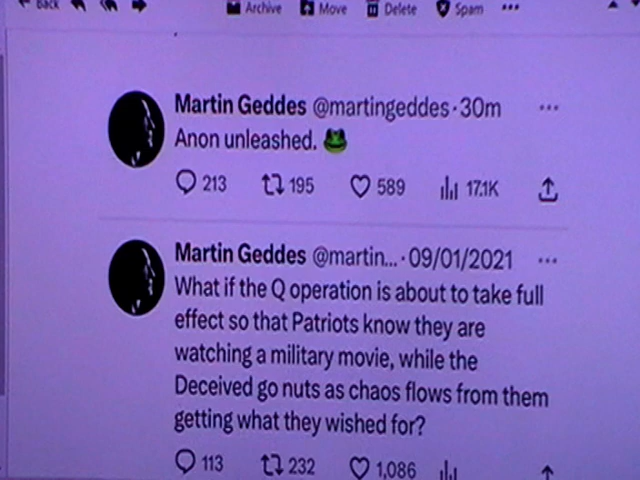 Back Archive Move Delete Spam
Martin Geddes @martingeddes · 30m
Anon unleashed. 🐸
213 195 589 17.1K
Martin Geddes @martin... · 09/01/2021
What if the Q operation is about to take full
effect so that Patriots know they are
watching a military movie, while the
Deceived go nuts as chaos flows from them
getting what they wished for?
113 232 1,086